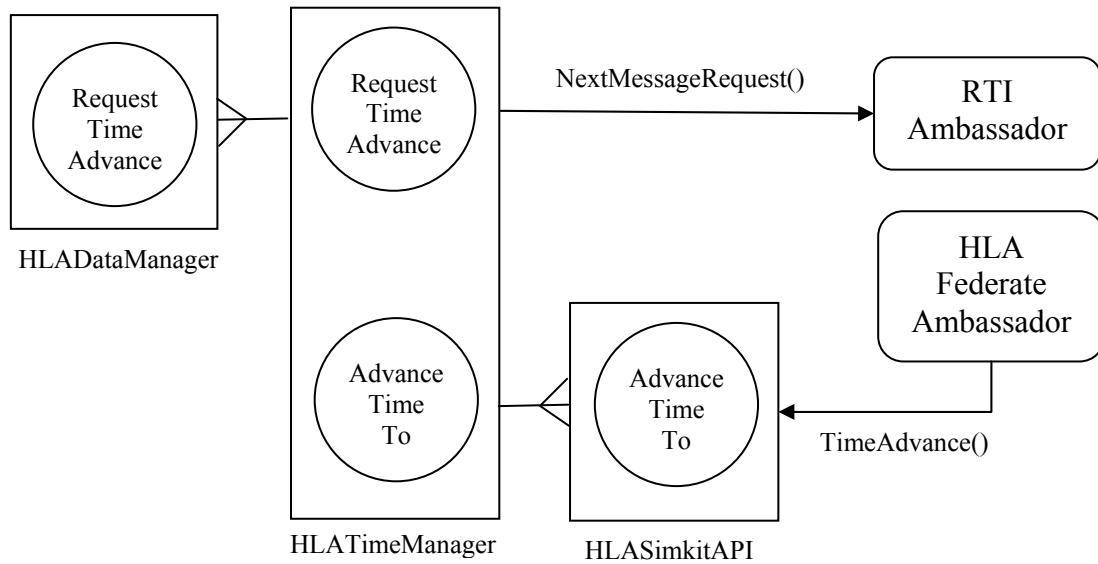 Request
Time
Advance
HLADataManager
Request
Time
Advance
NextMessageRequest()
RTI
Ambassador
HLA
Federate
Ambassador
Advance
Time
To
HLATimeManager
Advance
Time
To
HLASimkitAPI
TimeAdvance()